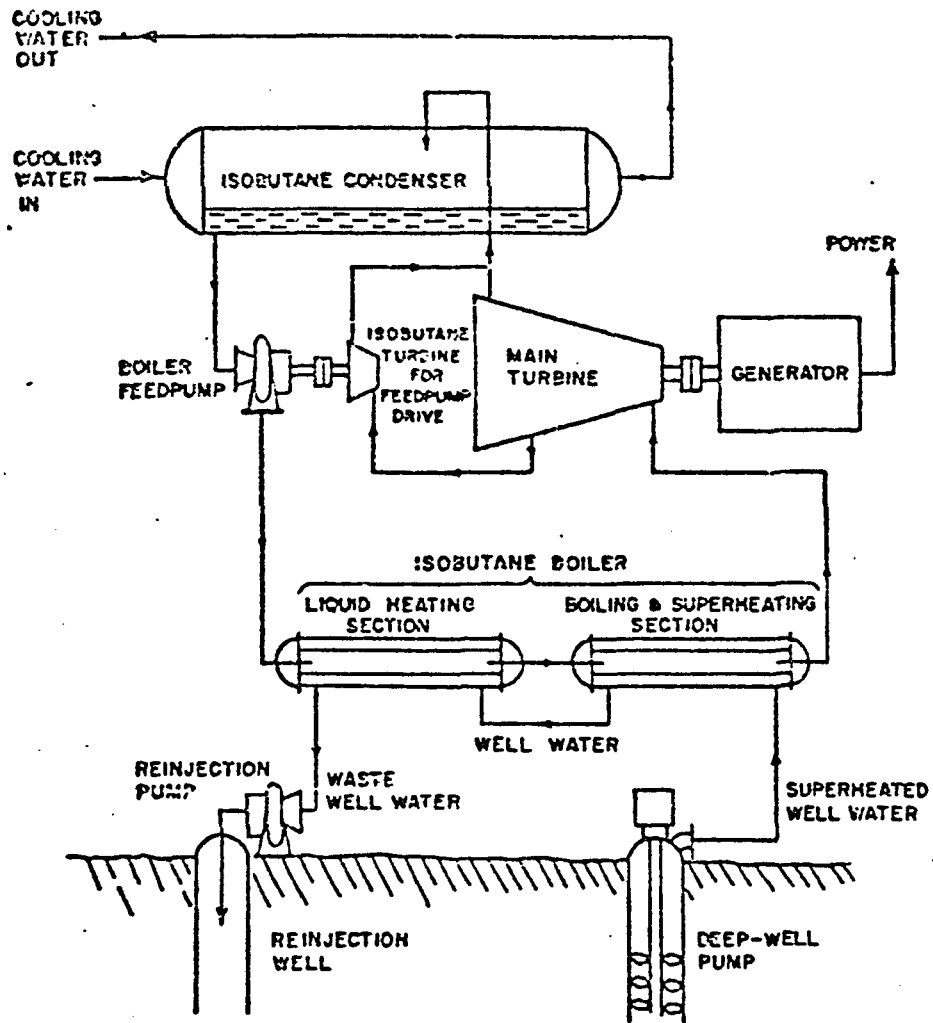 COOLING
WATER
OUT
COOLING
WATER
IN
ISOBUTANE CONDENSER
POWER
BOILER
FEEDPUMP
ISOBUTANE
TURBINE
FOR
FEEDPUMP
DRIVE
MAIN
TURBINE
GENERATOR
ISOBUTANE BOILER
LIQUID HEATING
SECTION
BOILING & SUPERHEATING
SECTION
WELL WATER
REINJECTION
PUMP
WASTE
WELL WATER
SUPERHEATED
WELL WATER
REINJECTION
WELL
DEEP-WELL
PUMP